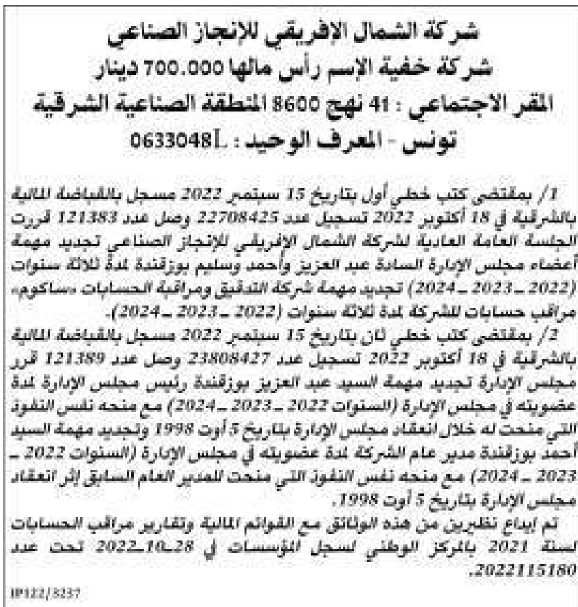 شركة الشمال الإفريقي للإنجاز الصناعي
شركة خفية الإسم رأس مالها 700.000 دينار
المقر الاجتماعي : 41 نهج 8600 المنطقة الصناعية الشرقية
تونس - المعرف الوحيد : 0633048L
1/ بمقتضى كتب خطي أول بتاريخ 15 سبتمبر 2022 مسجل بالقباضة المالية
بالشرقية في 18 أكتوبر 2022 تسجيل عدد 22708425 وصل عدد 121383 قررت
الجلسة العامة العادية لشركة الشمال الإفريقي للإنجاز الصناعي تجديد مهمة
أعضاء مجلس الإدارة السادة عبد العزيز وأحمد وسليم بوزقندة لمدة ثلاثة سنوات
(2022 ـ 2023 ـ 2024) تجديد مهمة شركة التدقيق ومراقبة الحسابات «ساكوم»
مراقب حسابات للشركة لمدة ثلاثة سنوات (2022 ـ 2023 ـ 2024).
2/ بمقتضى كتب خطي ثان بتاريخ 15 سبتمبر 2022 مسجل بالقباضة المالية
بالشرقية في 18 أكتوبر 2022 تسجيل عدد 23808427 وصل عدد 121389 قرر
مجلس الإدارة تجديد مهمة السيد عبد العزيز بوزقندة رئيس مجلس الإدارة لمدة
عضويته في مجلس الإدارة (السنوات 2022 ـ 2023 ـ 2024) مع منحه نفس النفوذ
التي منحت له خلال انعقاد مجلس الإدارة بتاريخ 5 أوت 1998 وتجديد مهمة السيد
أحمد بوزقندة مدير عام الشركة لمدة عضويته في مجلس الإدارة (السنوات 2022 ـ
2023 ـ 2024) مع منحه نفس النفوذ التي منحت للمدير العام السابق إثر انعقاد
مجلس الإدارة بتاريخ 5 أوت 1998.
تم إيداع نظيرين من هذه الوثائق مع القوائم المالية وتقارير مراقب الحسابات
لسنة 2021 بالمركز الوطني لسجل المؤسسات في 28ـ10ـ2022 تحت عدد
2022115180.
IP122/3237